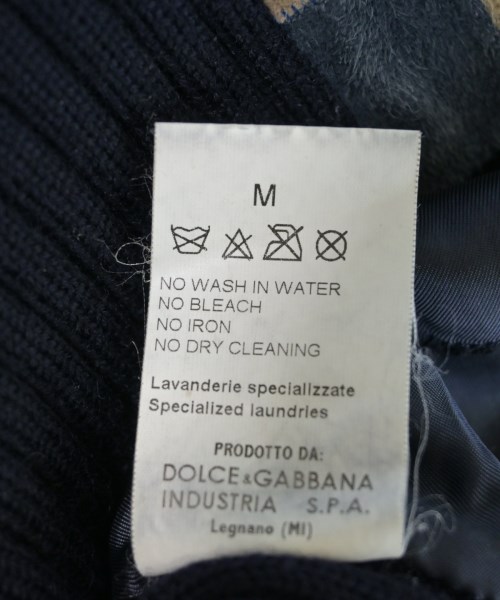 M
NO WASH IN WATER
NO BLEACH
NO IRON
NO DRY CLEANING
Lavanderie specializzate
Specialized laundries
PRODOTTO DA:
DOLCE&GABBANA
INDUSTRIA S.P.A.
Legnano (MI)